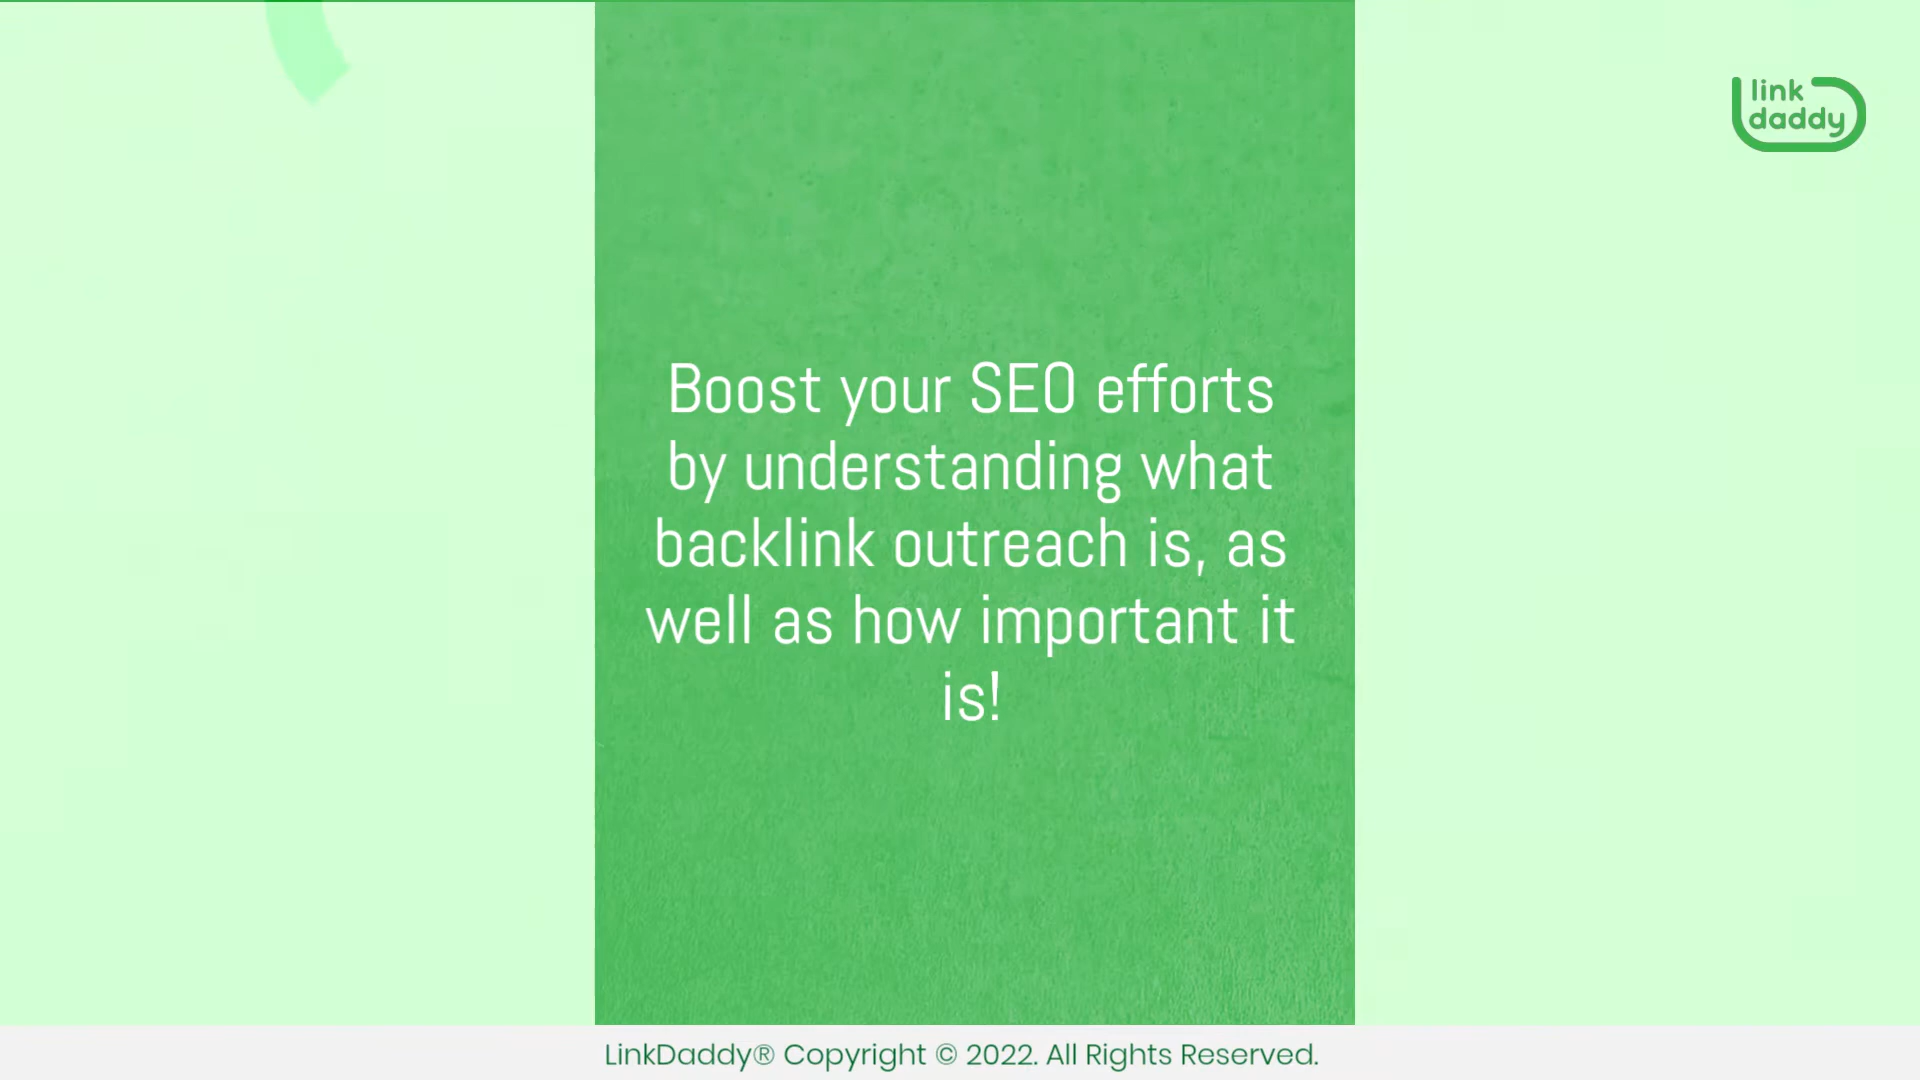 link
daddy
Boost your SEO efforts
by understanding what
backlink outreach is, as
well as how important it
is!
LinkDaddy® Copyright © 2022. All Rights Reserved.